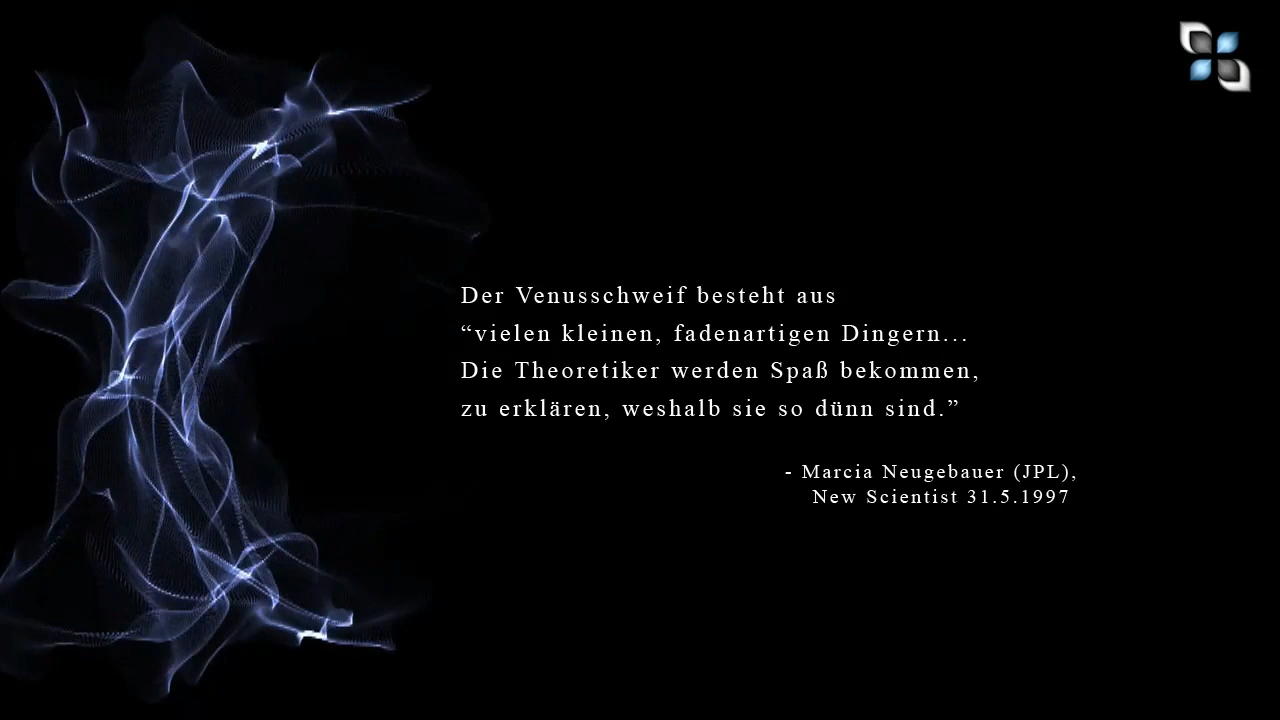 Der Venusschweif besteht aus
“vielen kleinen, fadenartigen Dingern...
Die Theoretiker werden Spaß bekommen,
zu erklären, weshalb sie so dünn sind.”
- Marcia Neugebauer (JPL),
New Scientist 31.5.1997